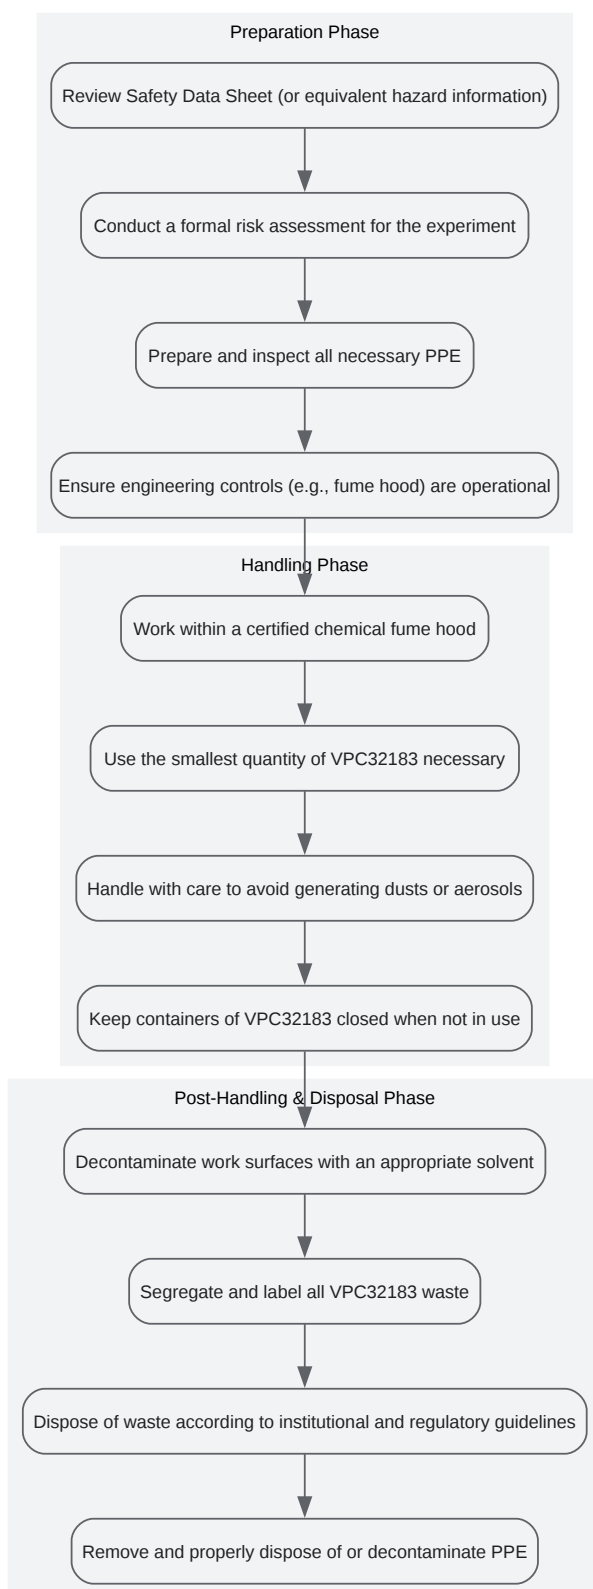 Preparation Phase
Review Safety Data Sheet (or equivalent hazard information)
Conduct a formal risk assessment for the experiment
Prepare and inspect all necessary PPE
Ensure engineering controls (e.g., fume hood) are operational
Handling Phase
Work within a certified chemical fume hood
Use the smallest quantity of VPC32183 necessary
Handle with care to avoid generating dusts or aerosols
Keep containers of VPC32183 closed when not in use
Post-Handling & Disposal Phase
Decontaminate work surfaces with an appropriate solvent
Segregate and label all VPC32183 waste
Dispose of waste according to institutional and regulatory guidelines
Remove and properly dispose of or decontaminate PPE